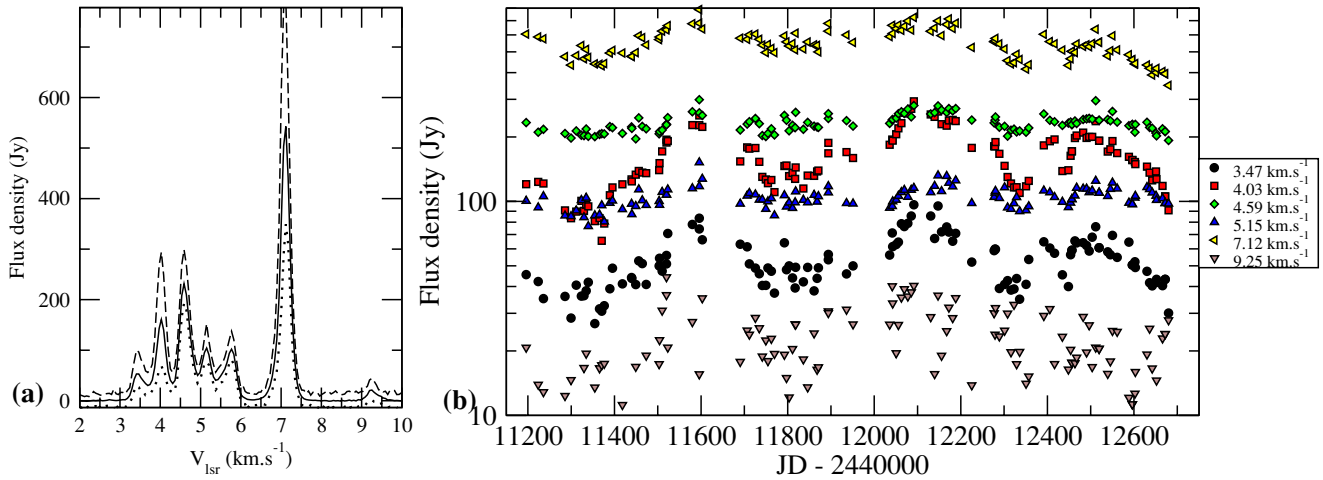 600
400
200
0
Flux density (Jy)
(a)
2 3 4 5 6 7 8 9 10
V_lsr (km.s^-1)
100
10
Flux density (Jy)
(b)
11200 11400 11600 11800 12000 12200 12400 12600
JD - 2440000
3.47 km.s^-1
4.03 km.s^-1
4.59 km.s^-1
5.15 km.s^-1
7.12 km.s^-1
9.25 km.s^-1